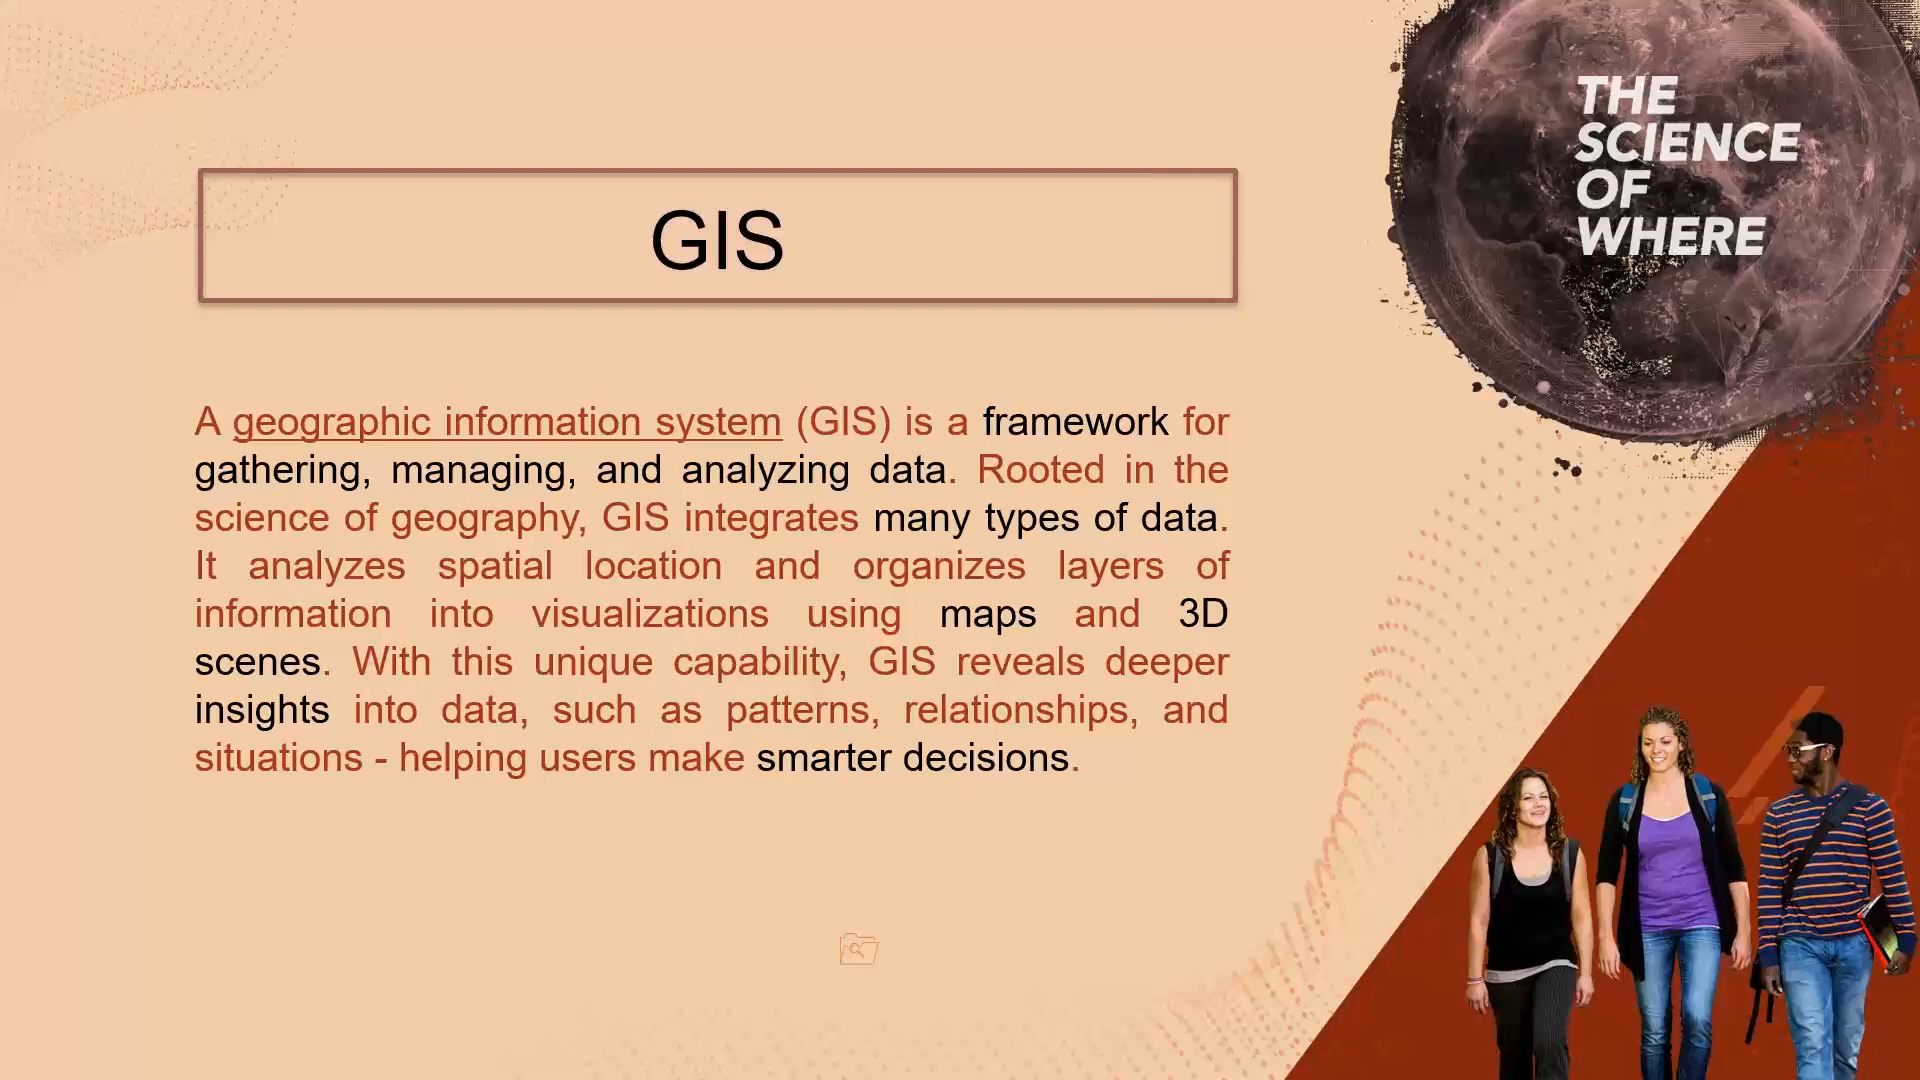 THE
SCIENCE
OF
WHERE
GIS
A geographic information system (GIS) is a framework for
gathering, managing, and analyzing data. Rooted in the
science of geography, GIS integrates many types of data.
It analyzes spatial location and organizes layers of
information into visualizations using maps and 3D
scenes. With this unique capability, GIS reveals deeper
insights into data, such as patterns, relationships, and
situations - helping users make smarter decisions.